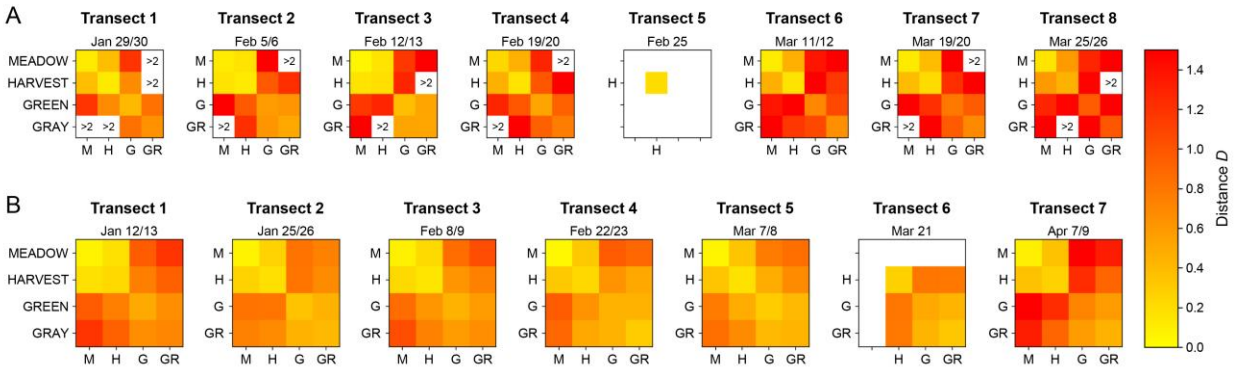 A
Transect 1 Transect 2 Transect 3 Transect 4 Transect 5 Transect 6 Transect 7 Transect 8
Jan 29/30 Feb 5/6 Feb 12/13 Feb 19/20 Feb 25 Mar 11/12 Mar 19/20 Mar 25/26
MEADOW >2 M >2 M M >2 M M >2 M
HARVEST >2 H H >2 H H H H H >2
GREEN G G G G G G
GRAY >2 >2 GR >2 GR >2 GR >2 GR GR >2 GR >2
M H G GR M H G GR M H G GR M H G GR H M H G GR M H G GR M H G GR
B
Transect 1 Transect 2 Transect 3 Transect 4 Transect 5 Transect 6 Transect 7
Jan 12/13 Jan 25/26 Feb 8/9 Feb 22/23 Mar 7/8 Mar 21 Apr 7/9
MEADOW M M M M M
HARVEST H H H H H H
GREEN G G G G G G
GRAY GR GR GR GR GR GR
M H G GR M H G GR M H G GR M H G GR M H G GR H G GR M H G GR
1.4
1.2
1.0
0.8
0.6
0.4
0.2
0.0
Distance D